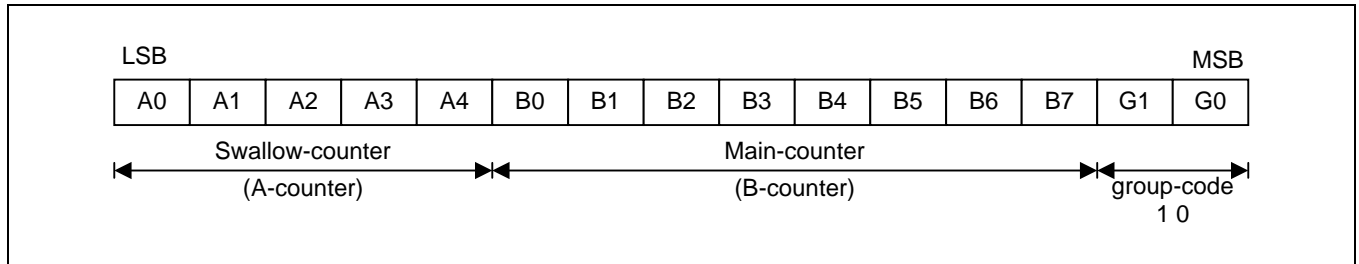 LSB MSB
A0 A1 A2 A3 A4 B0 B1 B2 B3 B4 B5 B6 B7 G1 G0
Swallow-counter Main-counter
(A-counter) (B-counter) group-code
1 0